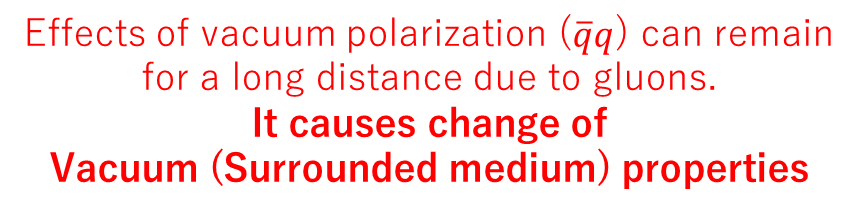 Effects of vacuum polarization (q̄q) can remain
for a long distance due to gluons.
It causes change of
Vacuum (Surrounded medium) properties